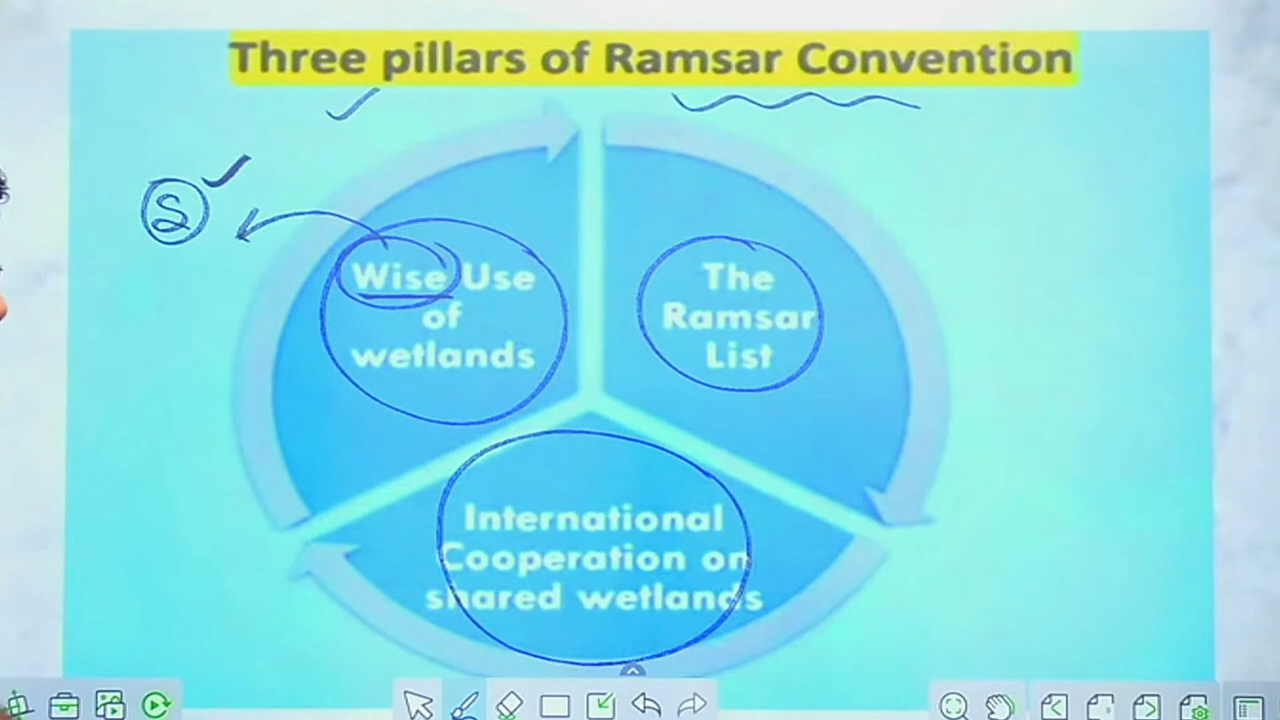 Three pillars of Ramsar Convention
S
Wise Use
of
wetlands
The
Ramsar
List
International
Cooperation on
shared wetlands